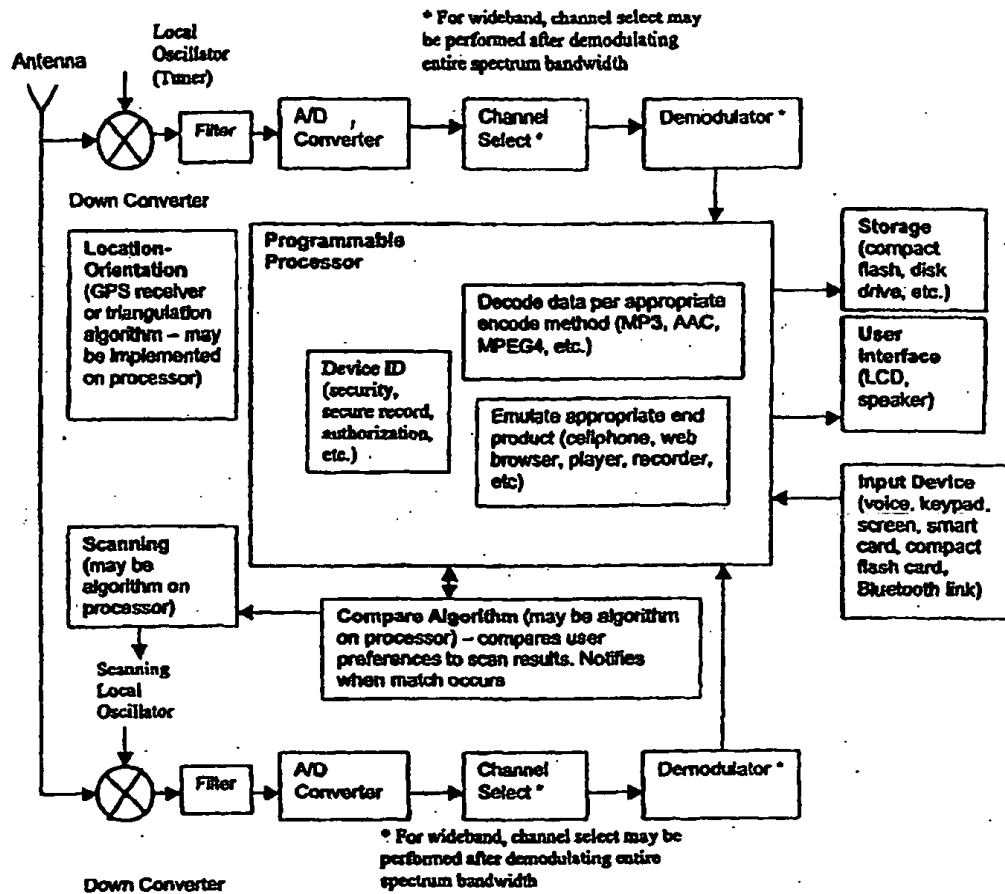 * For wideband, channel select may
be performed after demodulating
entire spectrum bandwidth
Local
Oscillator
(Tuner)
Antenna
Filter
A/D
Converter
Channel
Select *
Demodulator *
Down Converter
Location-
Orientation
(GPS receiver
or triangulation
algorithm – may
be implemented
on processor)
Programmable
Processor
Decode data per appropriate
encode method (MP3, AAC,
MPEG4, etc.)
Device ID
(security,
secure record,
authorization,
etc.)
Emulate appropriate end
product (cellphone, web
browser, player, recorder,
etc)
Storage
(compact
flash, disk
drive, etc.)
User
Interface
(LCD,
speaker)
Input Device
(voice, keypad,
screen, smart
card, compact
flash card,
Bluetooth link)
Scanning
(may be
algorithm on
processor)
Compare Algorithm (may be algorithm
on processor) – compares user
preferences to scan results. Notifies
when match occurs
Scanning
Local
Oscillator
Filter
A/D
Converter
Channel
Select *
Demodulator *
* For wideband, channel select may be
performed after demodulating entire
spectrum bandwidth
Down Converter